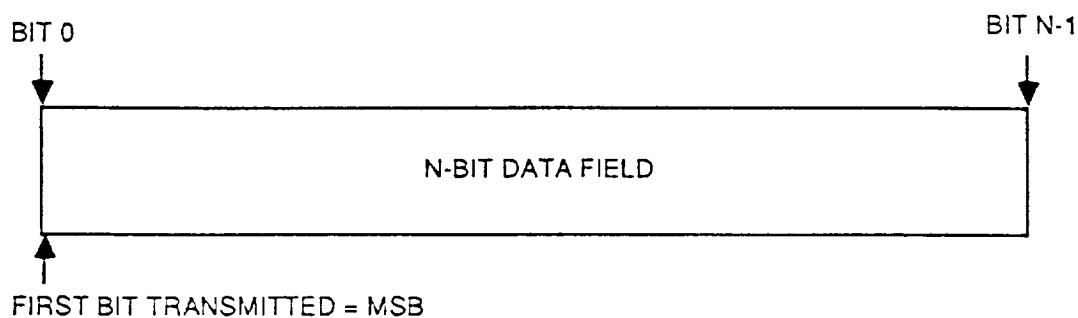 BIT 0
BIT N-1
N-BIT DATA FIELD
FIRST BIT TRANSMITTED = MSB